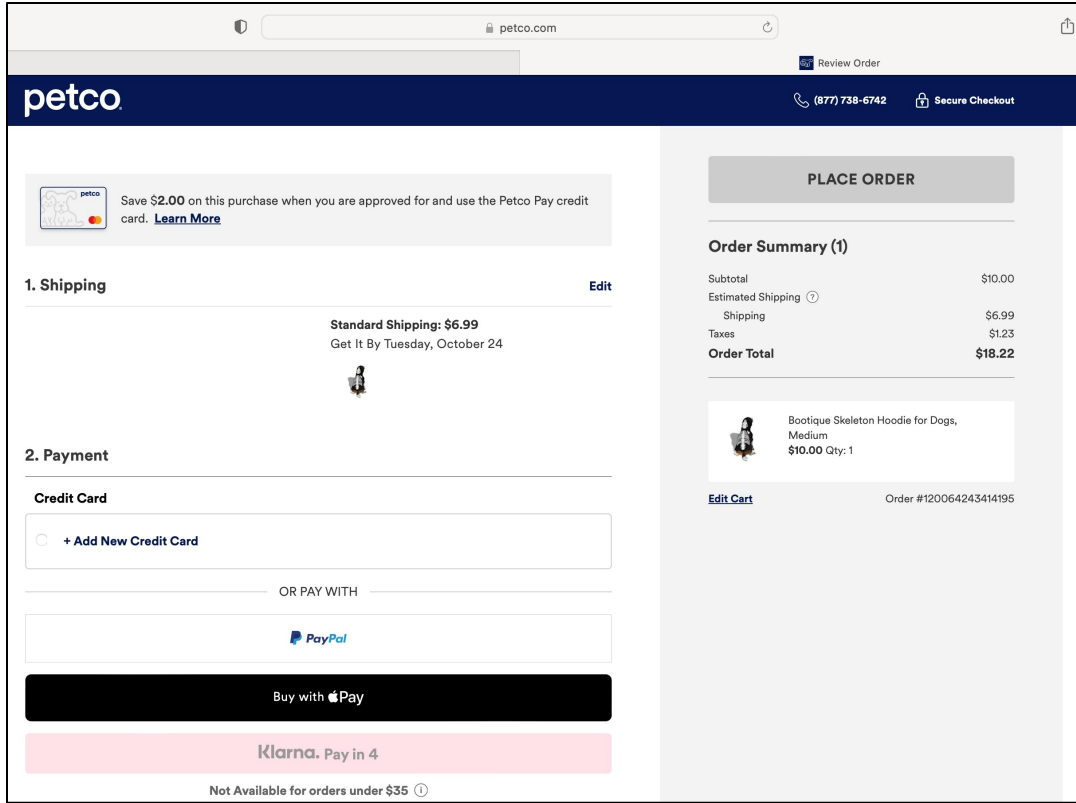 petco.com
Review Order
petco
(877) 738-6742
Secure Checkout
petco
Save $2.00 on this purchase when you are approved for and use the Petco Pay credit
card. Learn More
1. Shipping
Edit
Standard Shipping: $6.99
Get It By Tuesday, October 24
2. Payment
Credit Card
+ Add New Credit Card
OR PAY WITH
PayPal
Buy with Pay
Klarna. Pay in 4
Not Available for orders under $35
PLACE ORDER
Order Summary (1)
Subtotal $10.00
Estimated Shipping ?
Shipping $6.99
Taxes $1.23
Order Total $18.22
Bootique Skeleton Hoodie for Dogs,
Medium
$10.00 Qty: 1
Edit Cart
Order #120064243414195